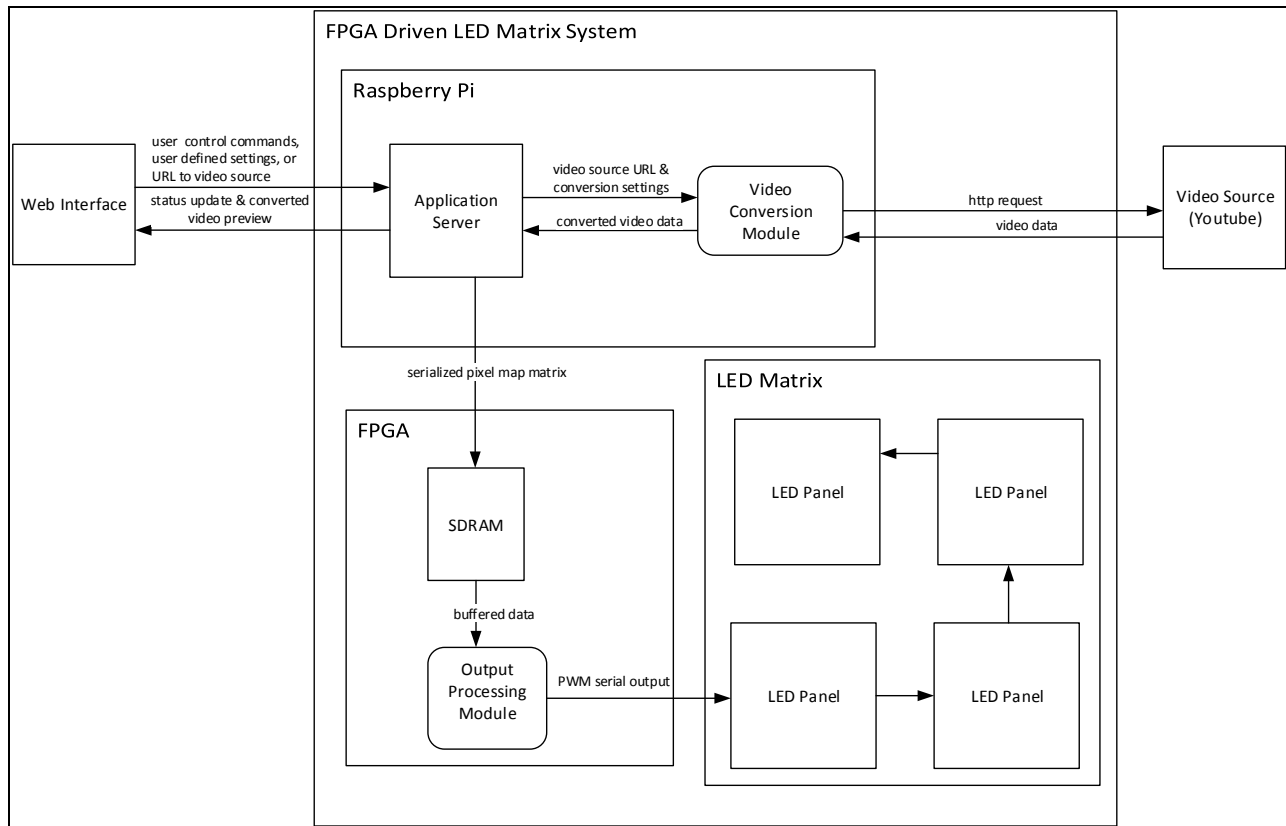 FPGA Driven LED Matrix System
Raspberry Pi
user control commands,
user defined settings, or
URL to video source
status update & converted
video preview
Web Interface
Application
Server
video source URL &
conversion settings
converted video data
Video
Conversion
Module
http request
video data
Video Source
(Youtube)
serialized pixel map matrix
FPGA
SDRAM
buffered data
Output
Processing
Module
PWM serial output
LED Matrix
LED Panel
LED Panel
LED Panel
LED Panel